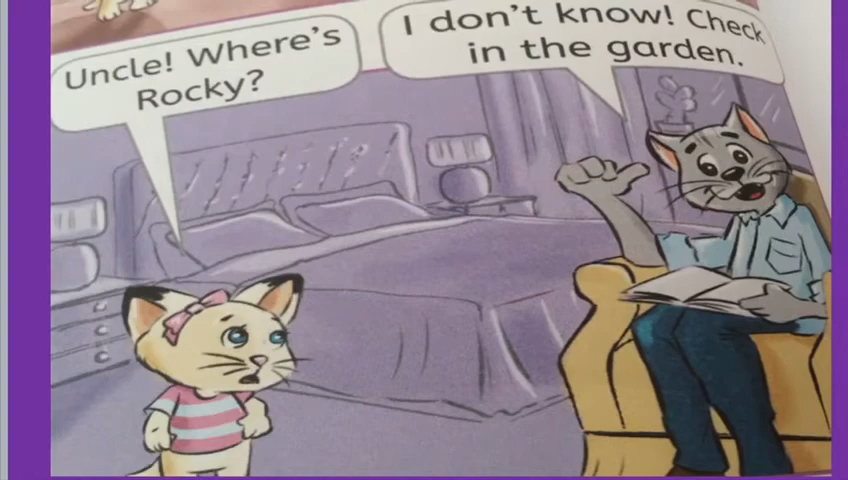 Uncle! Where's
Rocky?
I don't know! Check
in the garden.